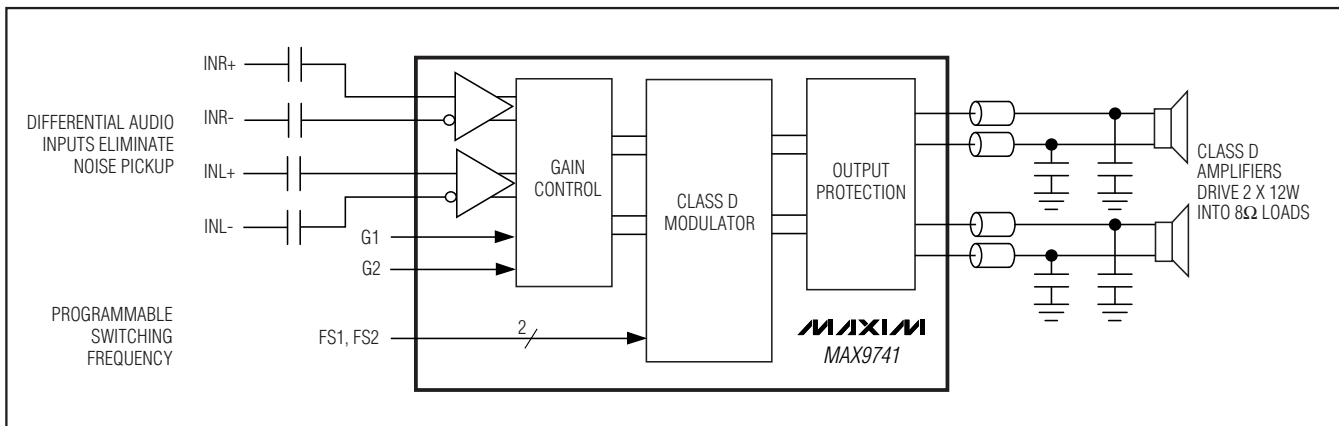 INR+
INR-
INL+
INL-
DIFFERENTIAL AUDIO
INPUTS ELIMINATE
NOISE PICKUP
G1
G2
PROGRAMMABLE
SWITCHING
FREQUENCY
FS1, FS2
2
GAIN
CONTROL
CLASS D
MODULATOR
OUTPUT
PROTECTION
MAXIM
MAX9741
CLASS D
AMPLIFIERS
DRIVE 2 X 12W
INTO 8Ω LOADS